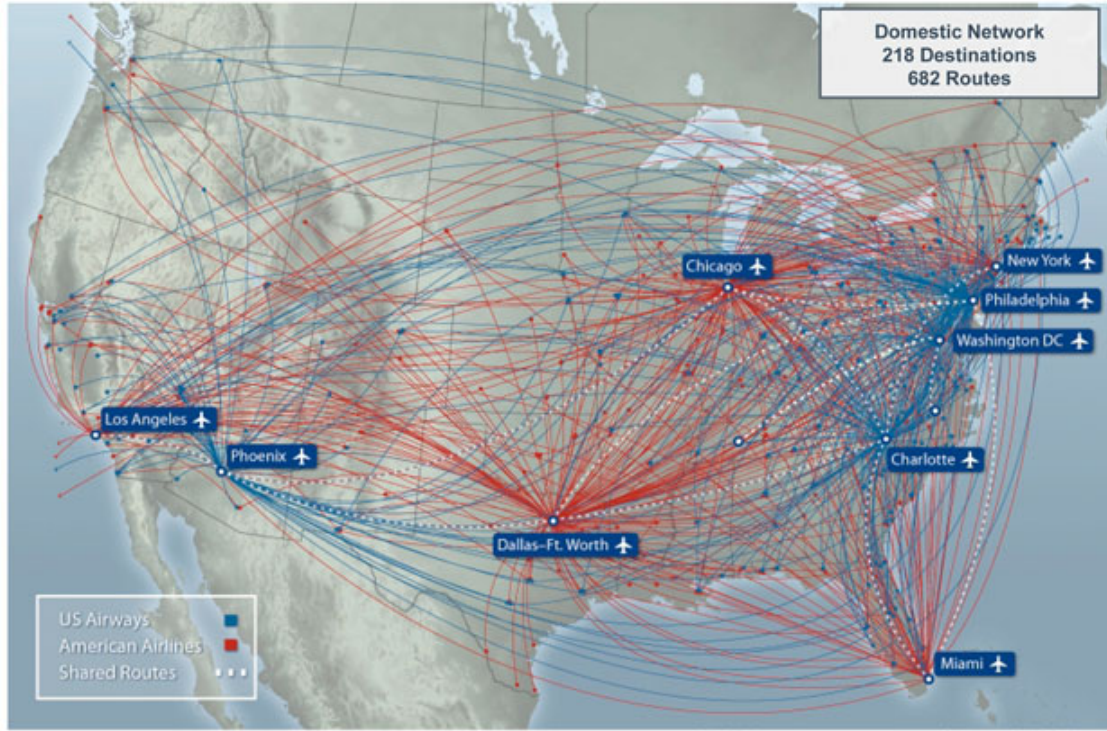 Domestic Network
218 Destinations
682 Routes
Chicago
New York
Philadelphia
Washington DC
Los Angeles
Phoenix
Charlotte
Dallas–Ft. Worth
US Airways
American Airlines
Shared Routes
Miami